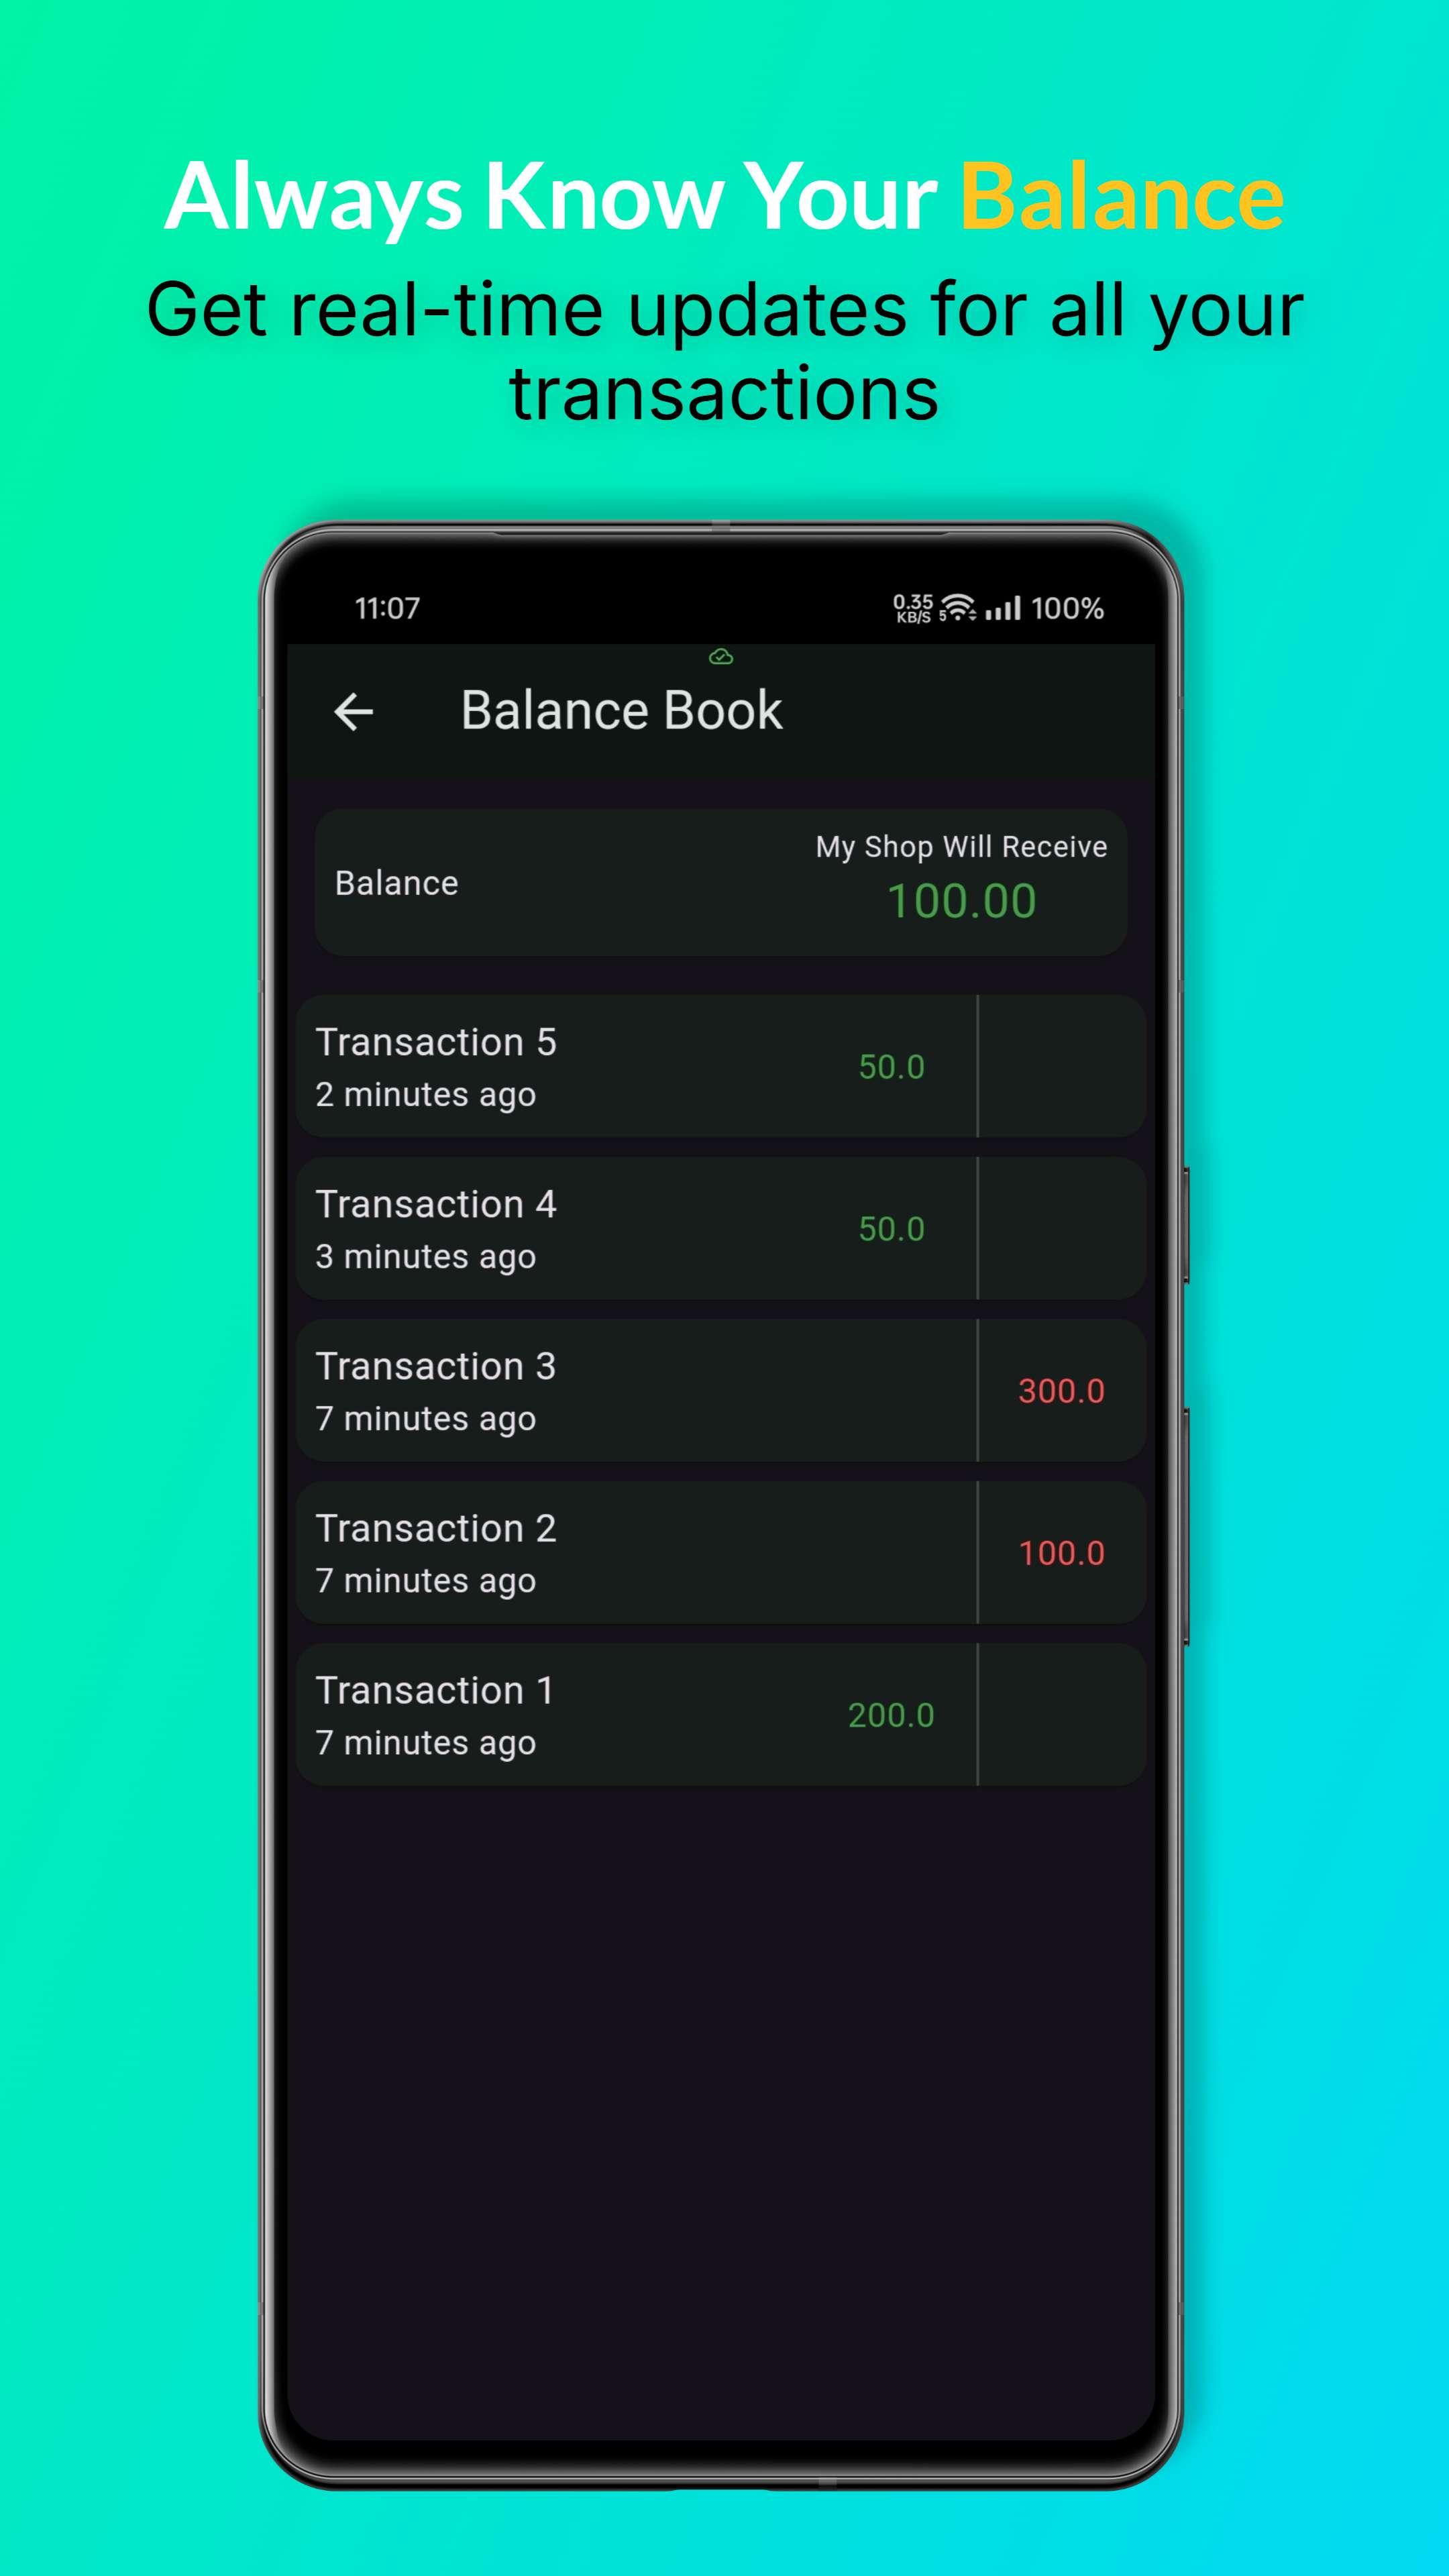 Always Know Your Balance
Get real-time updates for all your
transactions
11:07
0.35
KB/S
5
100%
Balance Book
Balance
My Shop Will Receive
100.00
Transaction 5
2 minutes ago
50.0
Transaction 4
3 minutes ago
50.0
Transaction 3
7 minutes ago
300.0
Transaction 2
7 minutes ago
100.0
Transaction 1
7 minutes ago
200.0